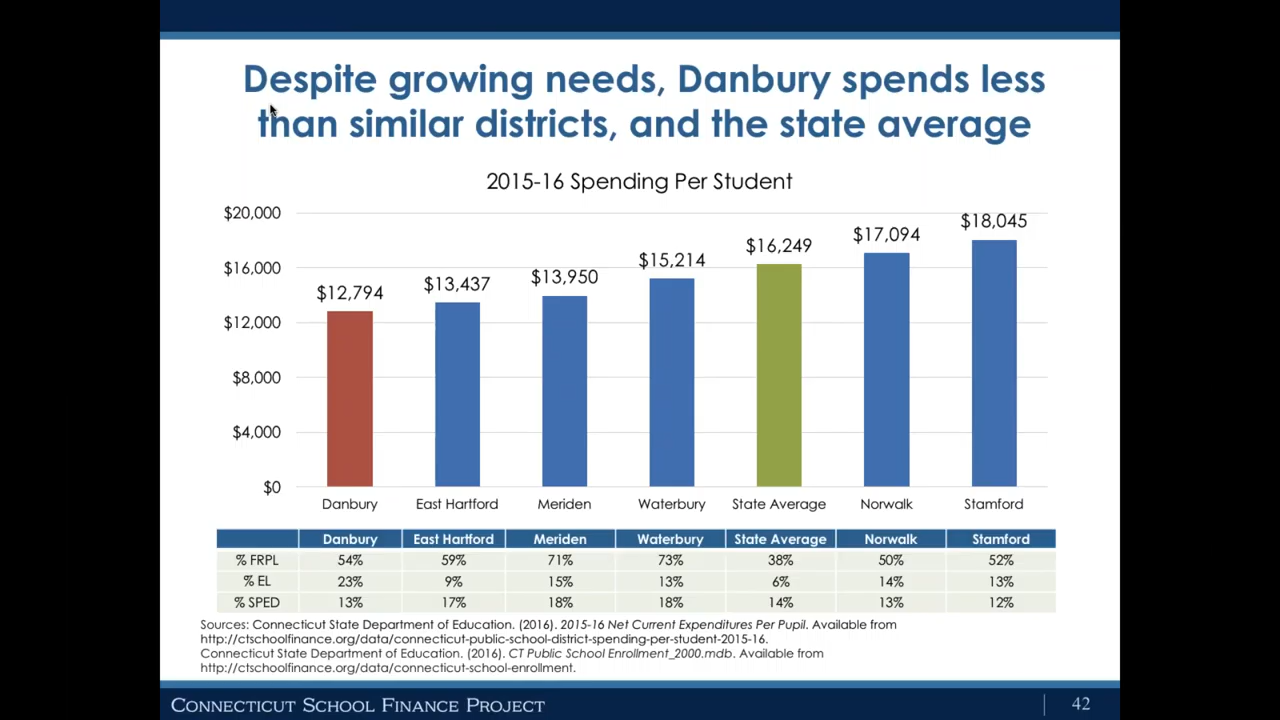 Despite growing needs, Danbury spends less
than similar districts, and the state average
2015-16 Spending Per Student
$20,000
$16,000
$12,000
$8,000
$4,000
$0
$12,794
$13,437
$13,950
$15,214
$16,249
$17,094
$18,045
Danbury East Hartford Meriden Waterbury State Average Norwalk Stamford
Danbury East Hartford Meriden Waterbury State Average Norwalk Stamford
% FRPL 54% 59% 71% 73% 38% 50% 52%
% EL 23% 9% 15% 13% 6% 14% 13%
% SPED 13% 17% 18% 18% 14% 13% 12%
Sources: Connecticut State Department of Education. (2016). 2015-16 Net Current Expenditures Per Pupil. Available from
http://ctschoolfinance.org/data/connecticut-public-school-district-spending-per-student-2015-16.
Connecticut State Department of Education. (2016). CT Public School Enrollment_2000.mdb. Available from
http://ctschoolfinance.org/data/connecticut-school-enrollment.
CONNECTICUT SCHOOL FINANCE PROJECT 42